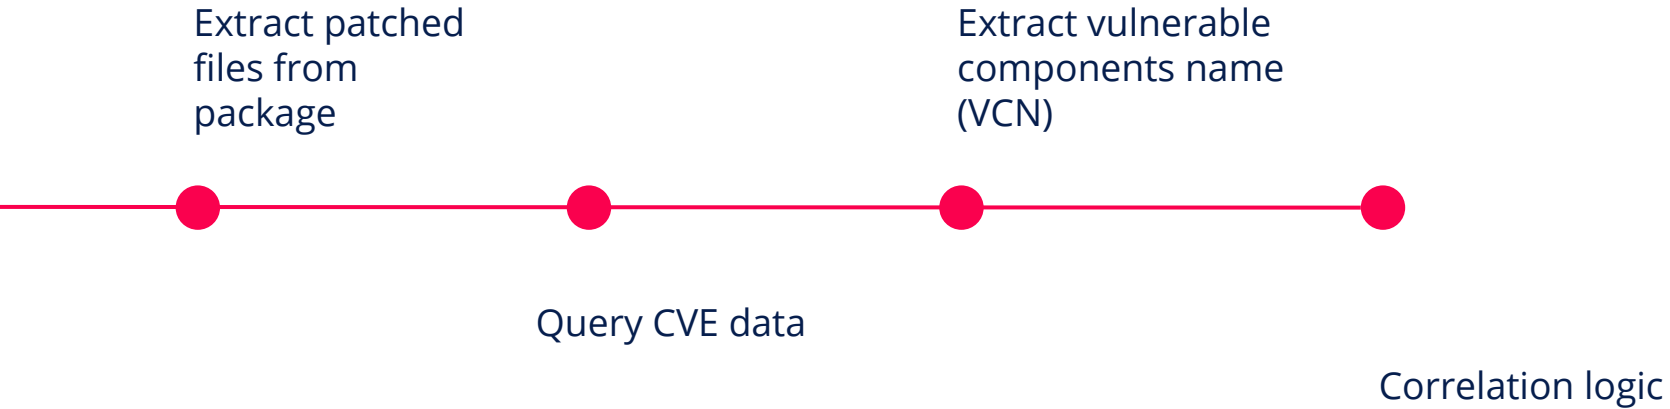 Extract patched
files from
package
Query CVE data
Extract vulnerable
components name
(VCN)
Correlation logic